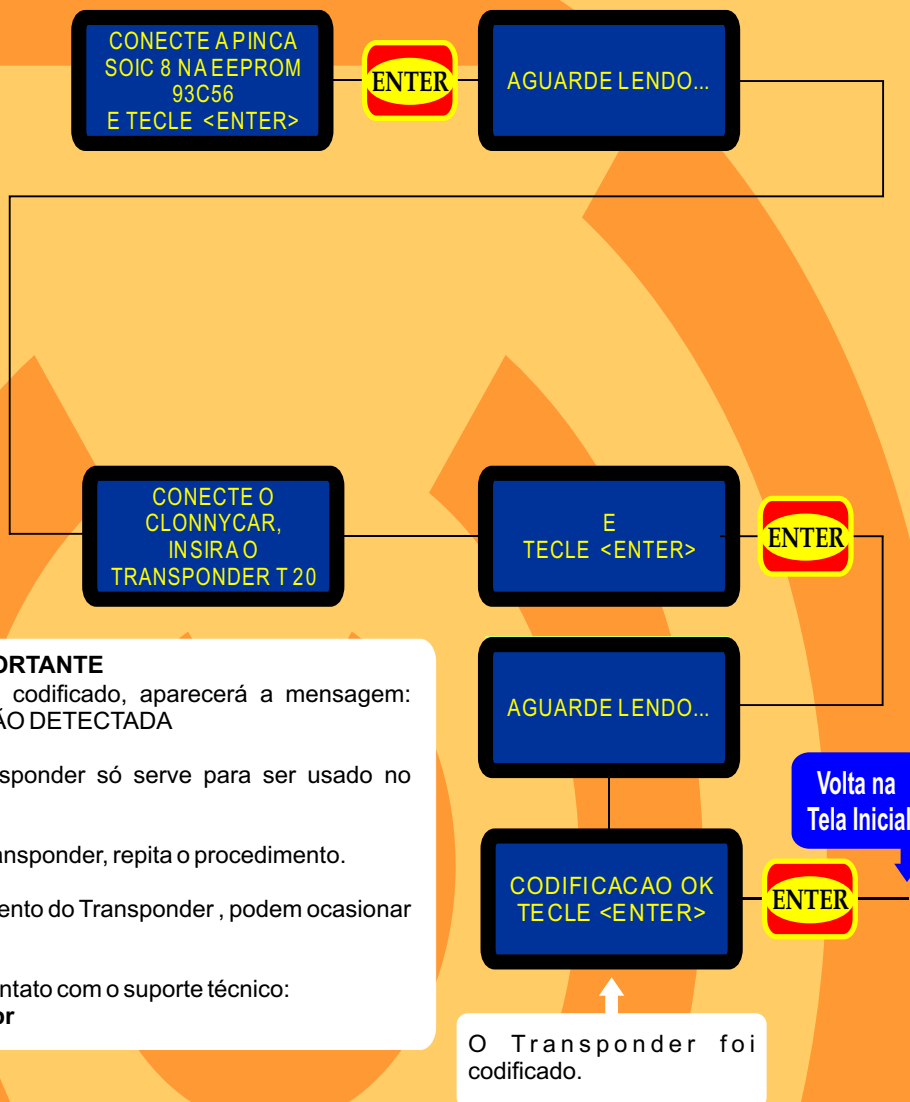 CONECTE A PINCA
SOIC 8 NA EEPROM
93C56
E TECLE <ENTER>
ENTER
AGUARDE LENDO...
CONECTE O
CLONNYCAR,
INSIRA O
TRANSPONDER T 20
E
TECLE <ENTER>
ENTER
AGUARDE LENDO...
CODIFICACAO OK
TECLE <ENTER>
ENTER
Volta na
Tela Inicial
O Transponder foi
codificado.
PORTANTE
codificado, aparecerá a mensagem:
ÃO DETECTADA
sponder só serve para ser usado no
ansponder, repita o procedimento.
ento do Transponder , podem ocasionar
ntato com o suporte técnico:
or